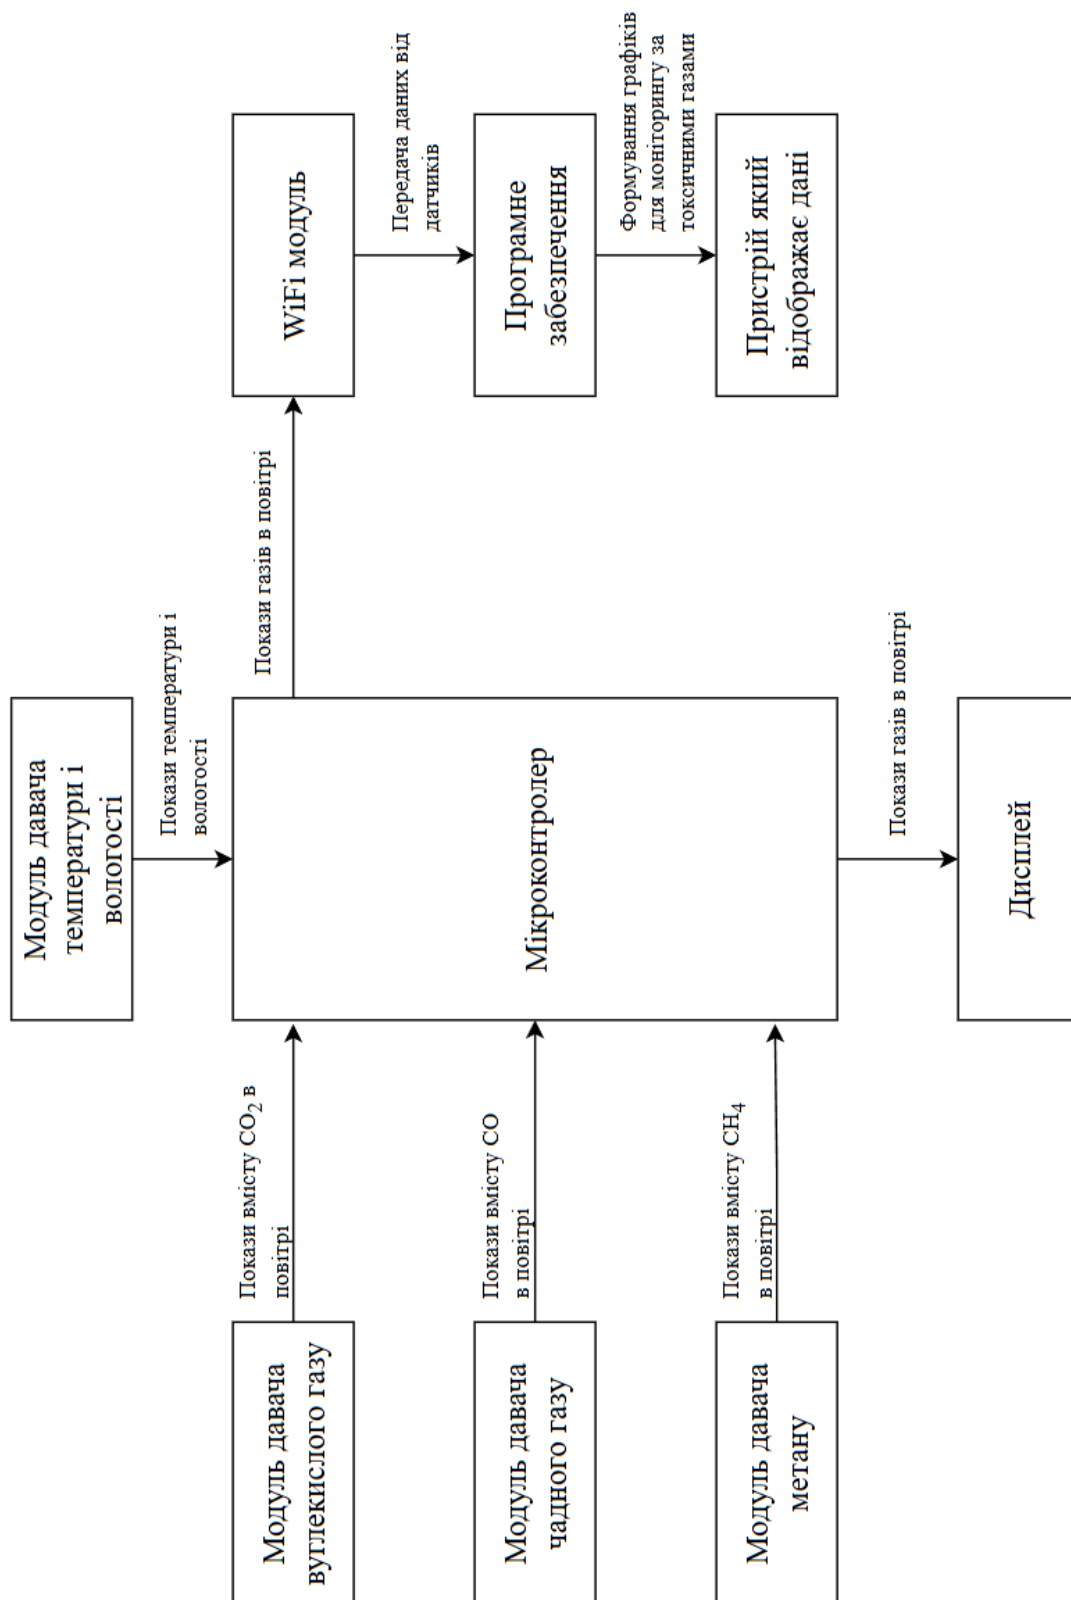 Модуль давача
температури і
вологості
Покази температури і
вологості
Модуль давача
вуглекислого газу
Покази вмісту CO₂ в
повітрі
Модуль давача
чадного газу
Покази вмісту CO
в повітрі
Модуль давача
метану
Покази вмісту CH₄
в повітрі
Мікроконтролер
Покази газів в повітрі
WiFi модуль
Передача даних від
датчиків
Програмне
забезпечення
Формування графіків
для моніторингу за
токсичними газами
Пристрій який
відображає дані
Покази газів в повітрі
Дисплей